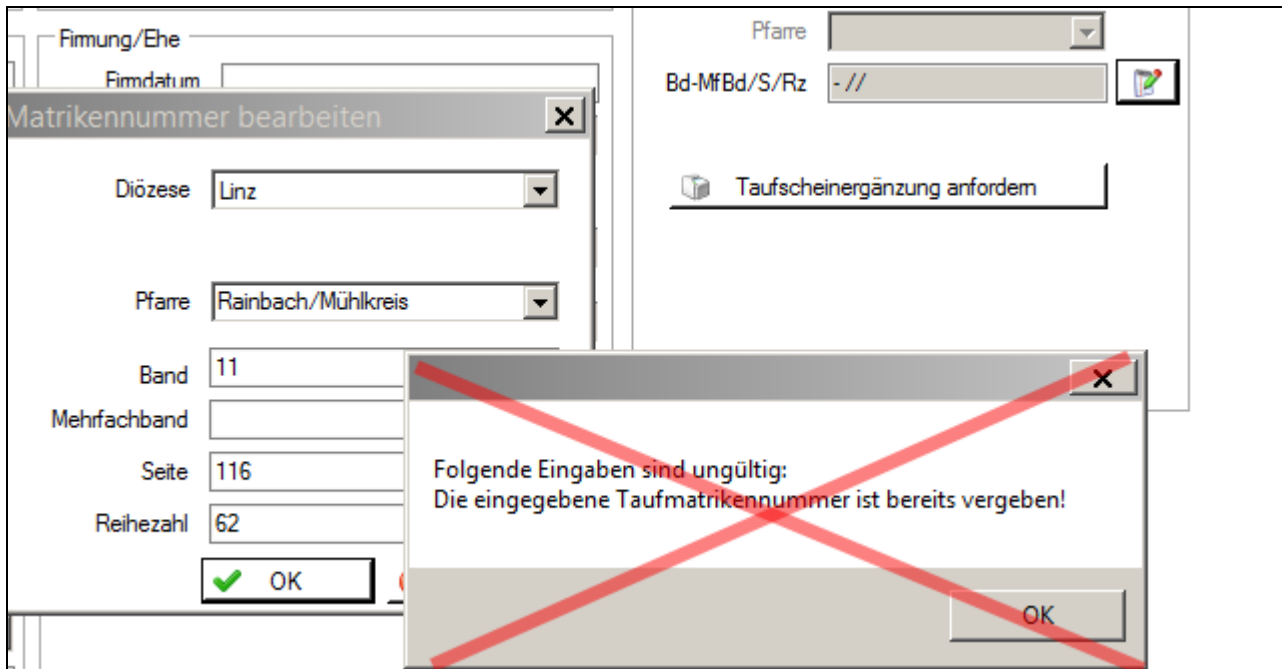 Firmung/Ehe
Firmdatum
Pfarre
Bd-MfBd/S/Rz - //
Taufscheinergänzung anfordern
Matrikennummer bearbeiten
Diözese Linz
Pfarre Rainbach/Mühlkreis
Band 11
Mehrfachband
Seite 116
Reihezahl 62
OK
Folgende Eingaben sind ungültig:
Die eingegebene Taufmatrikennummer ist bereits vergeben!
OK